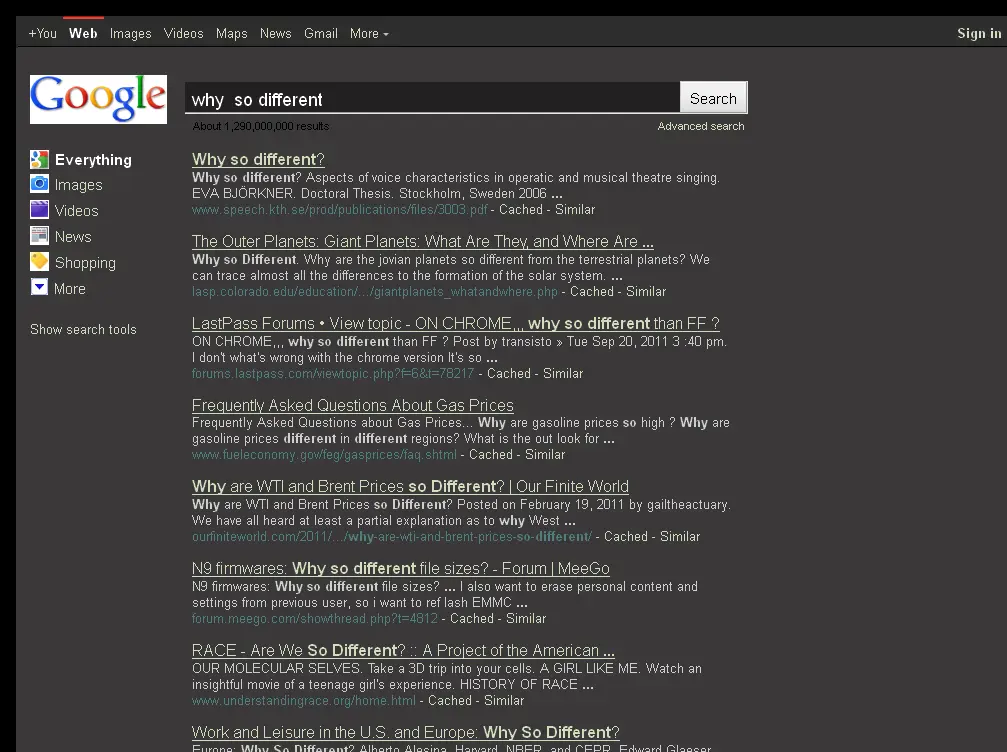 +You Web Images Videos Maps News Gmail More Sign in
Google
why  so different Search
About 1,290,000,000 results Advanced search
Everything
Images
Videos
News
Shopping
More
Show search tools
Why so different?
Why so different? Aspects of voice characteristics in operatic and musical theatre singing.
EVA BJÖRKNER. Doctoral Thesis. Stockholm, Sweden 2006 ...
www.speech.kth.se/prod/publications/files/3003.pdf - Cached - Similar
The Outer Planets: Giant Planets: What Are They, and Where Are ...
Why so Different. Why are the jovian planets so different from the terrestrial planets? We
can trace almost all the differences to the formation of the solar system. ...
lasp.colorado.edu/education/.../giantplanets_whatandwhere.php - Cached - Similar
LastPass Forums • View topic - ON CHROME,,, why so different than FF ?
ON CHROME,,, why so different than FF ? Post by transisto » Tue Sep 20, 2011 3 :40 pm.
I don't what's wrong with the chrome version It's so ...
forums.lastpass.com/viewtopic.php?f=6&t=78217 - Cached - Similar
Frequently Asked Questions About Gas Prices
Frequently Asked Questions about Gas Prices... Why are gasoline prices so high ? Why are
gasoline prices different in different regions? What is the out look for ...
www.fueleconomy.gov/feg/gasprices/faq.shtml - Cached - Similar
Why are WTI and Brent Prices so Different? | Our Finite World
Why are WTI and Brent Prices so Different? Posted on February 19, 2011 by gailtheactuary.
We have all heard at least a partial explanation as to why West ...
ourfiniteworld.com/2011/.../why-are-wti-and-brent-prices-so-different/ - Cached - Similar
N9 firmwares: Why so different file sizes? - Forum | MeeGo
N9 firmwares: Why so different file sizes? ... I also want to erase personal content and
settings from previous user, so i want to ref lash EMMC ...
forum.meego.com/showthread.php?t=4812 - Cached - Similar
RACE - Are We So Different? :: A Project of the American ...
OUR MOLECULAR SELVES. Take a 3D trip into your cells. A GIRL LIKE ME. Watch an
insightful movie of a teenage girl's experience. HISTORY OF RACE ...
www.understandingrace.org/home.html - Cached - Similar
Work and Leisure in the U.S. and Europe: Why So Different?
Europe: Why So Different? Alberto Alesina, Harvard, NBER, and CEPR. Edward Glaeser